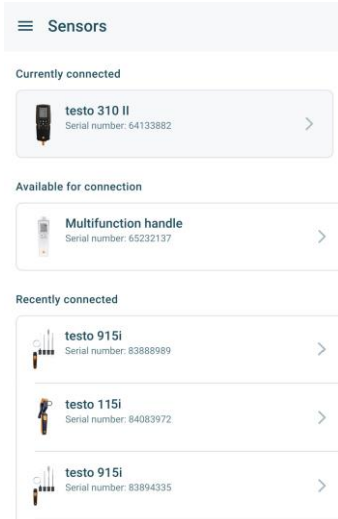 Sensors
Currently connected
testo 310 II
Serial number: 64133882
Available for connection
Multifunction handle
Serial number: 65232137
Recently connected
testo 915i
Serial number: 83888989
testo 115i
Serial number: 84083972
testo 915i
Serial number: 83894335